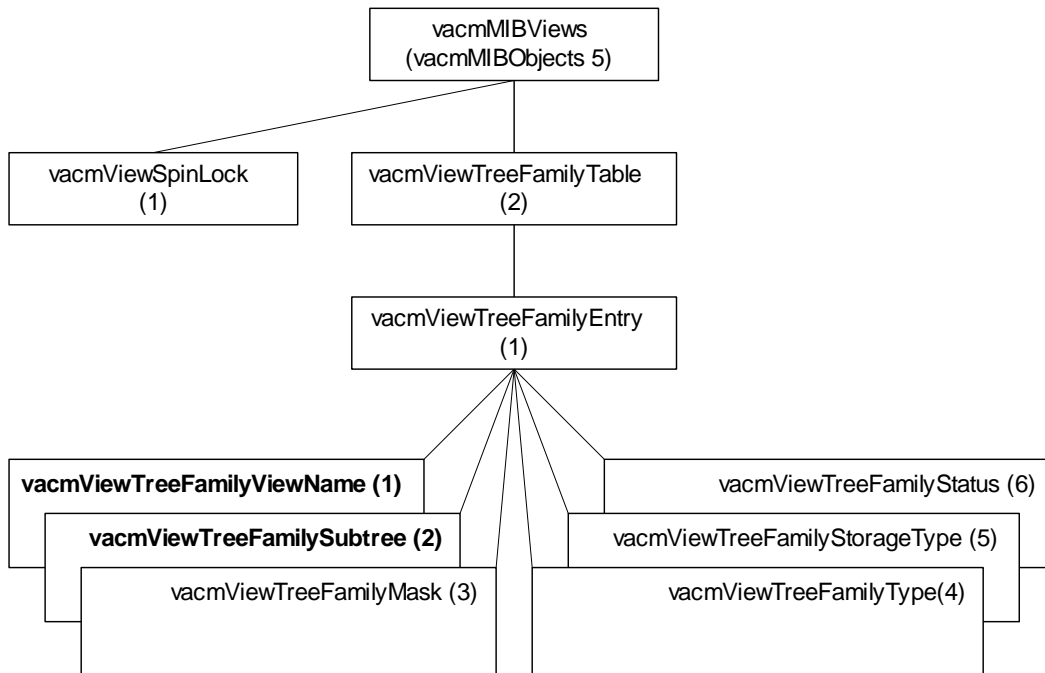 vacmMIBViews
(vacmMIBObjects 5)
vacmViewSpinLock
(1)
vacmViewTreeFamilyTable
(2)
vacmViewTreeFamilyEntry
(1)
vacmViewTreeFamilyViewName (1)
vacmViewTreeFamilyStatus (6)
vacmViewTreeFamilySubtree (2)
vacmViewTreeFamilyStorageType (5)
vacmViewTreeFamilyMask (3)
vacmViewTreeFamilyType(4)